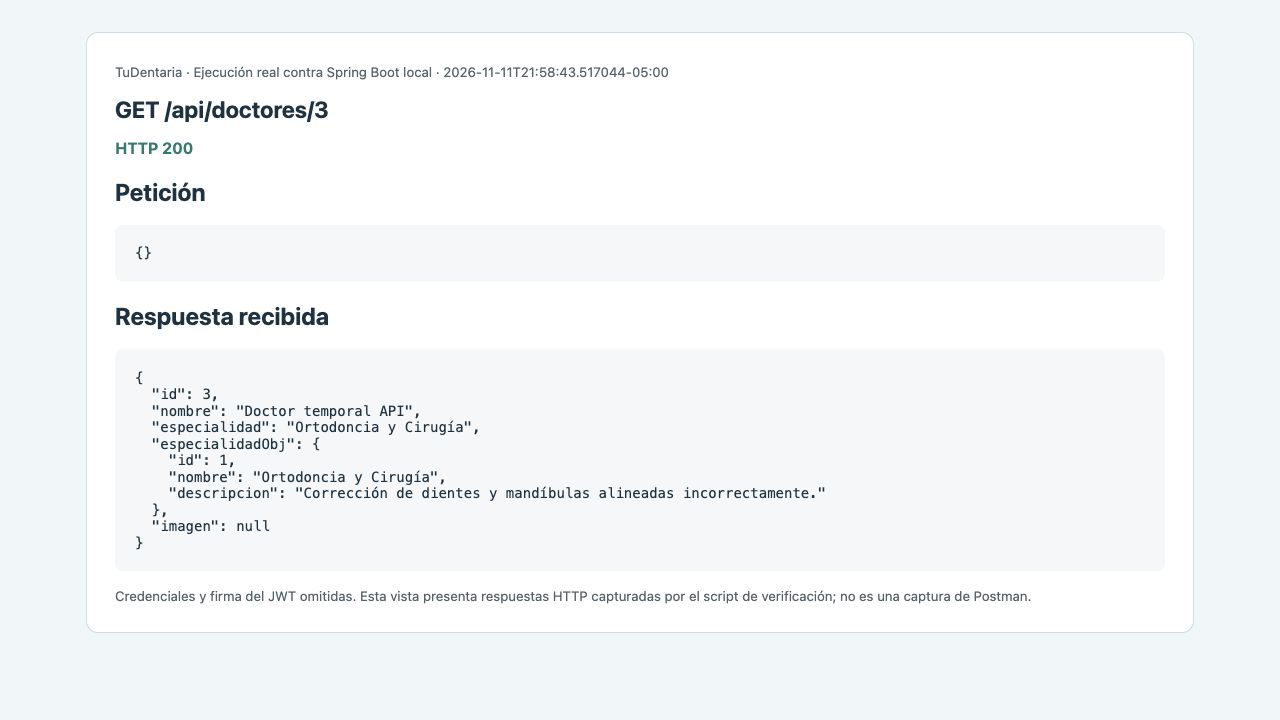 TuDentaria · Ejecución real contra Spring Boot local · 2026-11-11T21:58:43.517044-05:00
GET /api/doctores/3
HTTP 200
Petición
{}
Respuesta recibida
{
  "id": 3,
  "nombre": "Doctor temporal API",
  "especialidad": "Ortodoncia y Cirugía",
  "especialidadObj": {
    "id": 1,
    "nombre": "Ortodoncia y Cirugía",
    "descripcion": "Corrección de dientes y mandíbulas alineadas incorrectamente."
  },
  "imagen": null
}
Credenciales y firma del JWT omitidas. Esta vista presenta respuestas HTTP capturadas por el script de verificación; no es una captura de Postman.